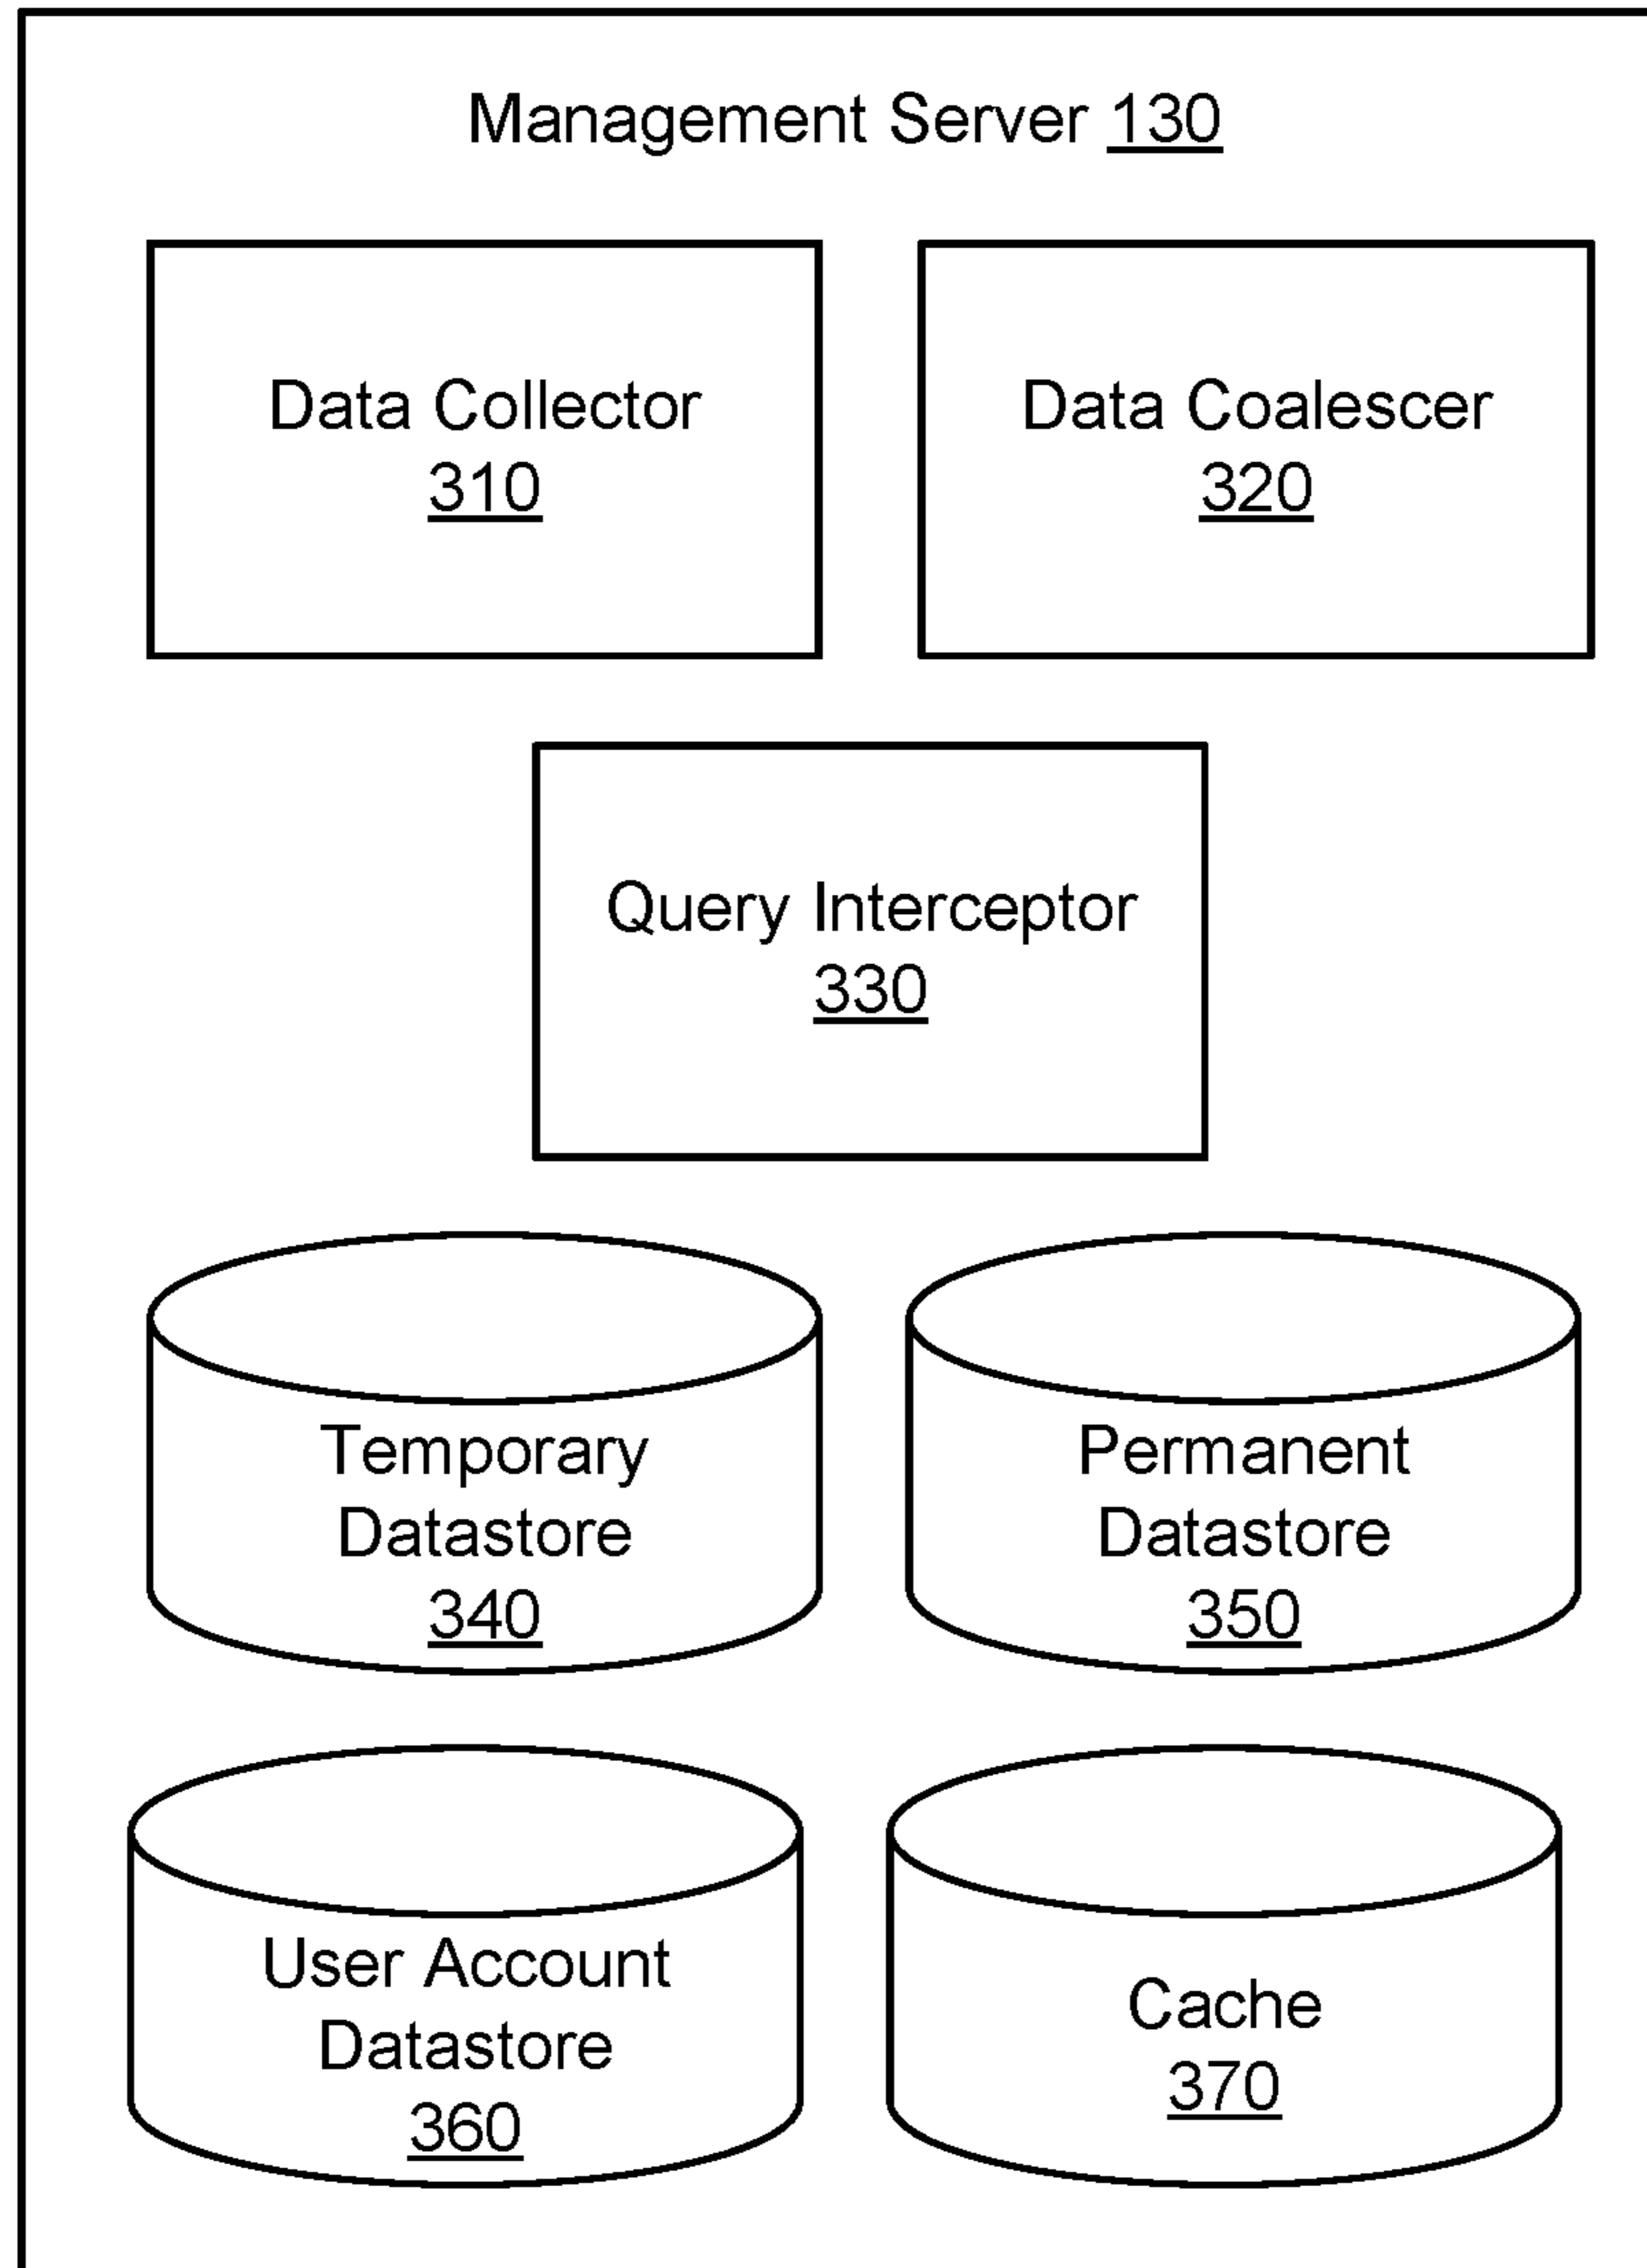 Management Server 130
Data Collector
310
Data Coalescer
320
Query Interceptor
330
Temporary
Datastore
340
Permanent
Datastore
350
User Account
Datastore
360
Cache
370